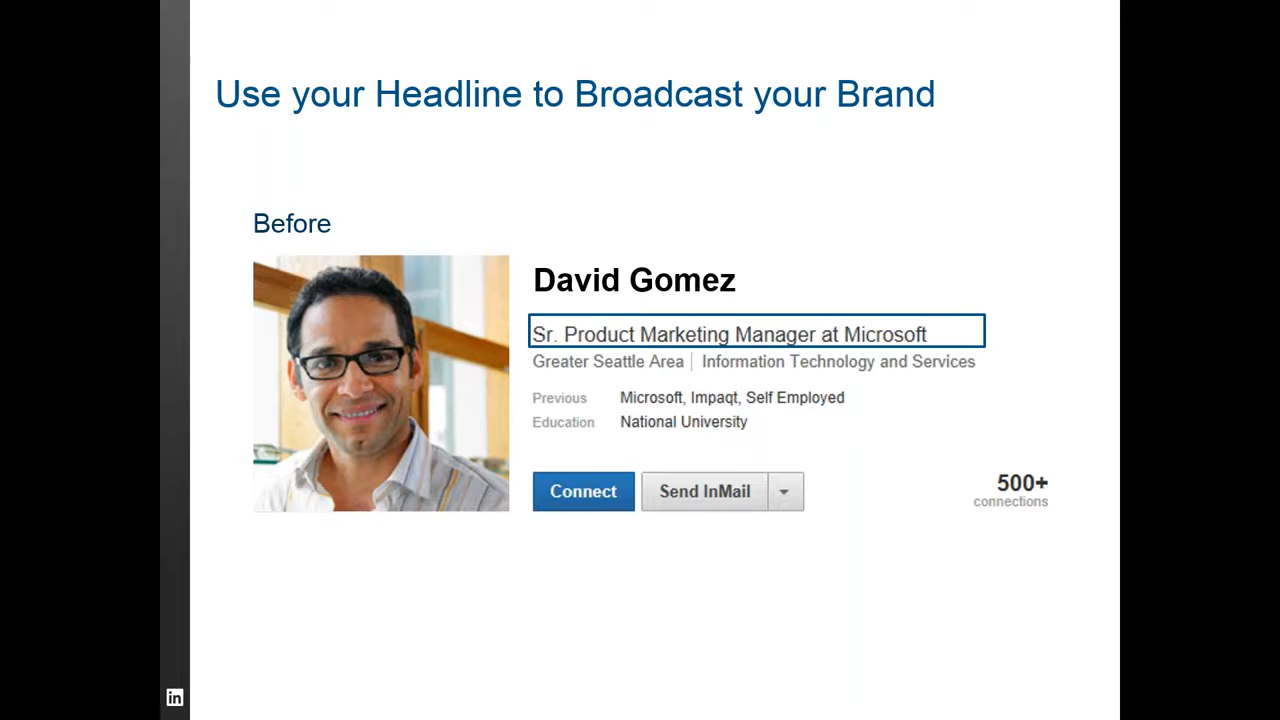 Use your Headline to Broadcast your Brand
Before
David Gomez
Sr. Product Marketing Manager at Microsoft
Greater Seattle Area | Information Technology and Services
Previous Microsoft, Impaqt, Self Employed
Education National University
Connect Send InMail
500+
connections
in